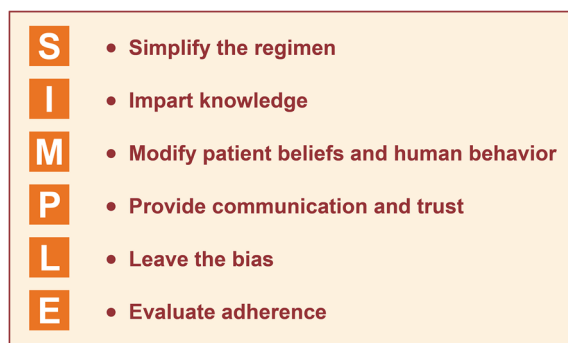 S • Simplify the regimen
I • Impart knowledge
M • Modify patient beliefs and human behavior
P • Provide communication and trust
L • Leave the bias
E • Evaluate adherence